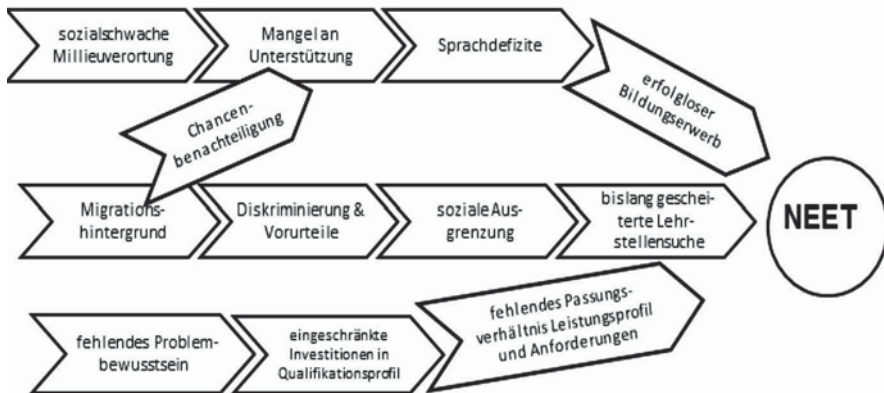 sozialschwache
Millieuverortung
Mangel an
Unterstützung
Sprachdefizite
erfolgloser
Bildungserwerb
Chancen-
benachteiligung
Migrations-
hintergrund
Diskriminierung &
Vorurteile
soziale Aus-
grenzung
bislang geschei-
terte Lehr-
stellensuche
NEET
fehlendes Problem-
bewusstsein
eingeschränkte
Investitionen in
Qualifikationsprofil
fehlendes Passungs-
verhältnis Leistungsprofil
und Anforderungen